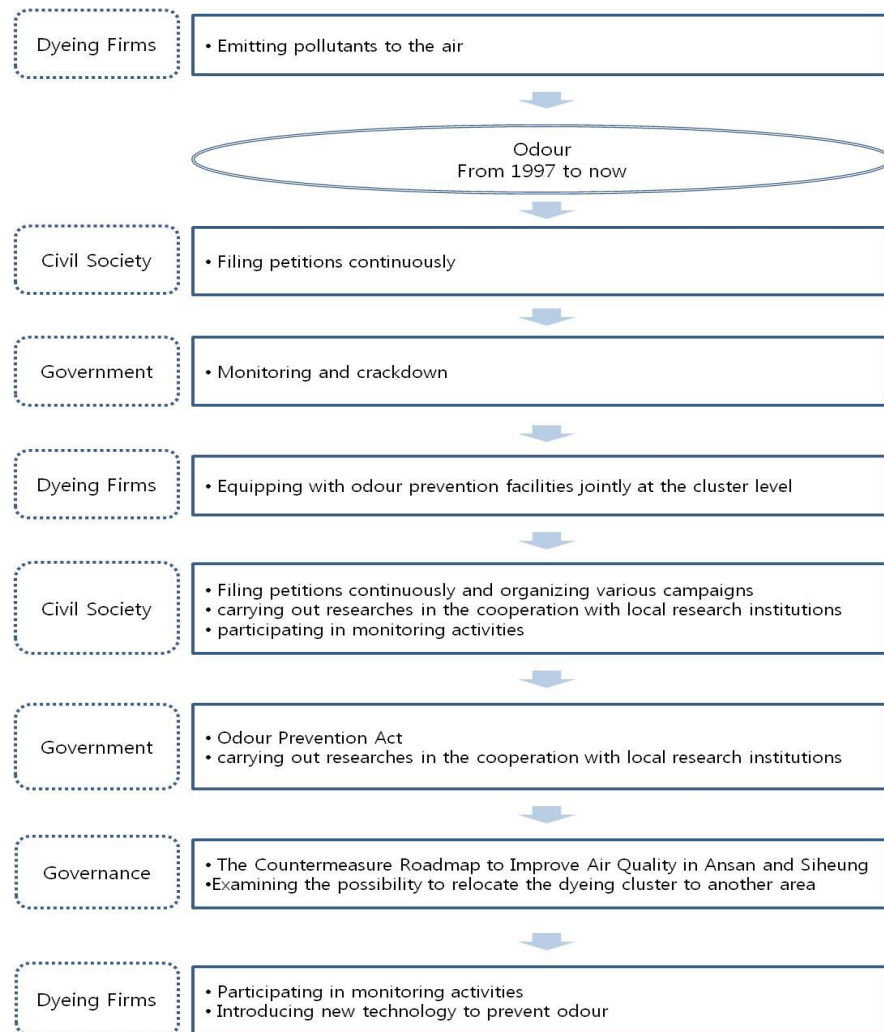 Dyeing Firms
• Emitting pollutants to the air
Odour
From 1997 to now
Civil Society
• Filing petitions continuously
Government
• Monitoring and crackdown
Dyeing Firms
• Equipping with odour prevention facilities jointly at the cluster level
Civil Society
• Filing petitions continuously and organizing various campaigns
• carrying out researches in the cooperation with local research institutions
• participating in monitoring activities
Government
• Odour Prevention Act
• carrying out researches in the cooperation with local research institutions
Governance
• The Countermeasure Roadmap to Improve Air Quality in Ansan and Siheung
•Examining the possibility to relocate the dyeing cluster to another area
Dyeing Firms
• Participating in monitoring activities
• Introducing new technology to prevent odour